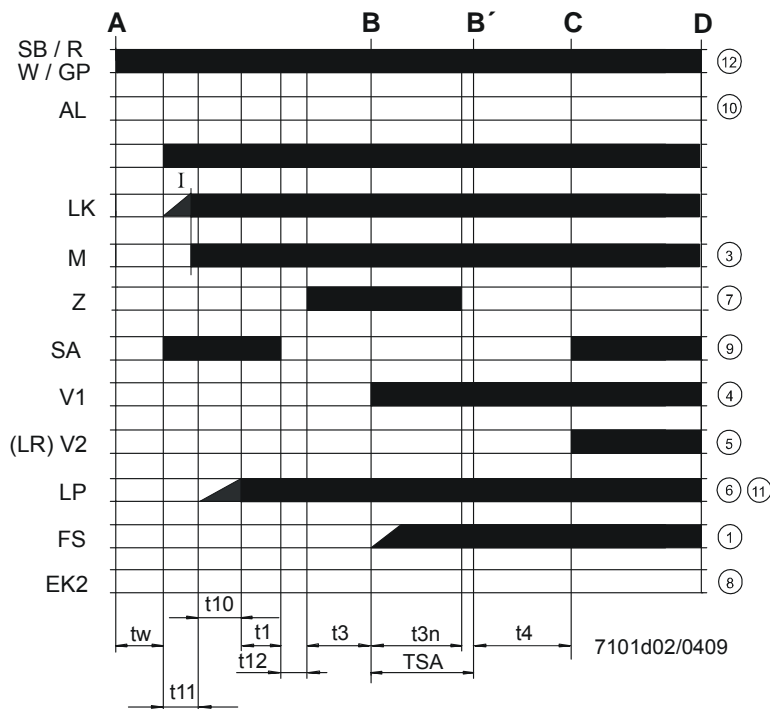 A B B´ C D
SB / R
W / GP 12
AL 10
I
LK
M 3
Z 7
SA 9
V1 4
(LR) V2 5
LP 6 11
FS 1
EK2 8
t10
tw t1 t3 t3n t4 7101d02/0409
t12 TSA
t11